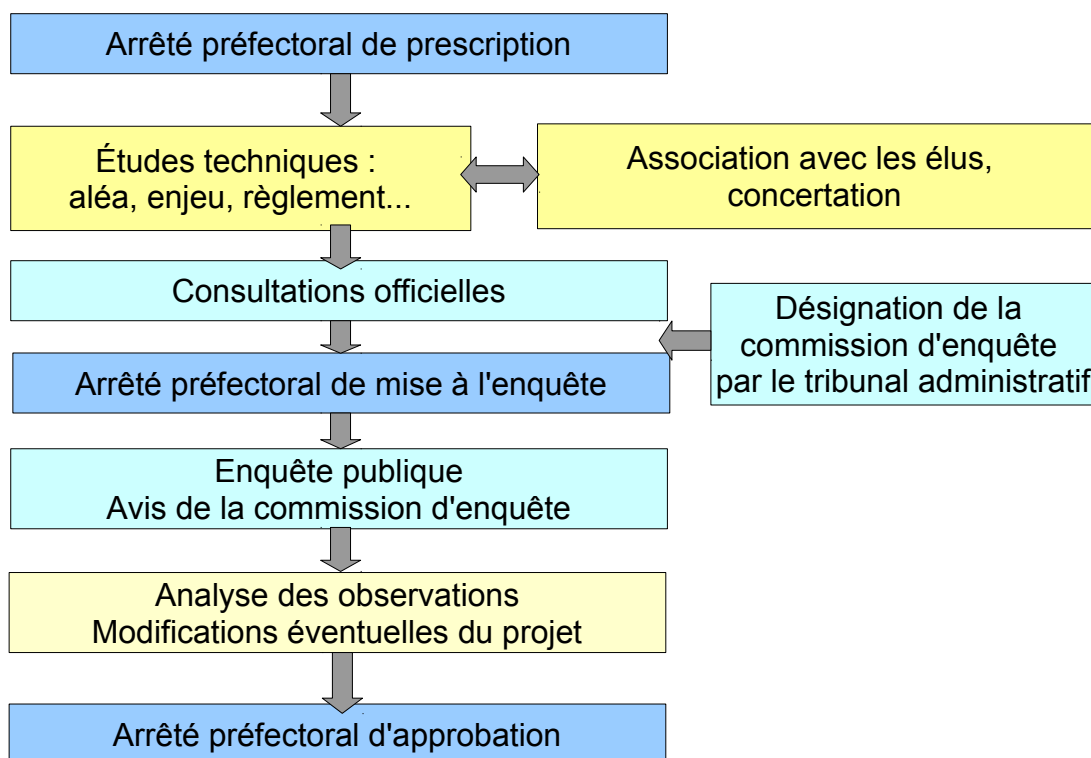 Arrêté préfectoral de prescription
Études techniques :
aléa, enjeu, règlement...
Association avec les élus,
concertation
Consultations officielles
Désignation de la
commission d'enquête
par le tribunal administratif
Arrêté préfectoral de mise à l'enquête
Enquête publique
Avis de la commission d'enquête
Analyse des observations
Modifications éventuelles du projet
Arrêté préfectoral d'approbation